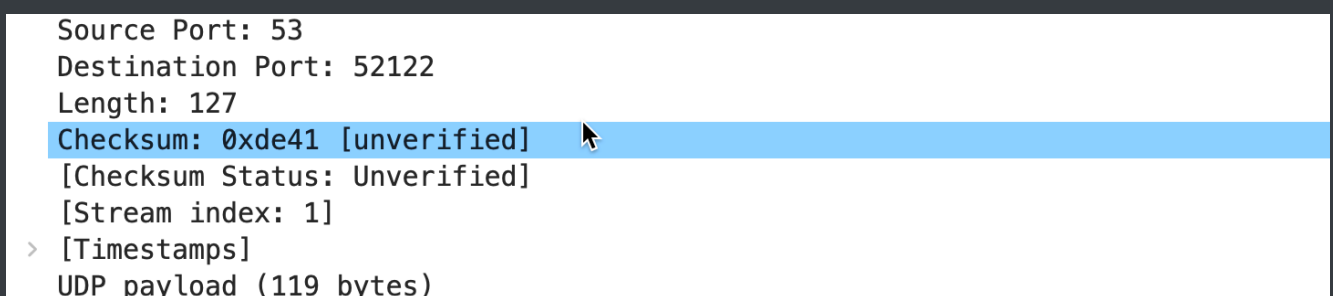 Source Port: 53
Destination Port: 52122
Length: 127
Checksum: 0xde41 [unverified]
[Checksum Status: Unverified]
[Stream index: 1]
[Timestamps]
UDP payload (119 bytes)